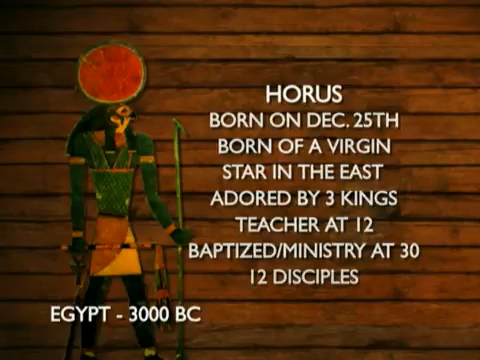 HORUS
BORN ON DEC. 25TH
BORN OF A VIRGIN
STAR IN THE EAST
ADORED BY 3 KINGS
TEACHER AT 12
BAPTIZED/MINISTRY AT 30
12 DISCIPLES
EGYPT - 3000 BC